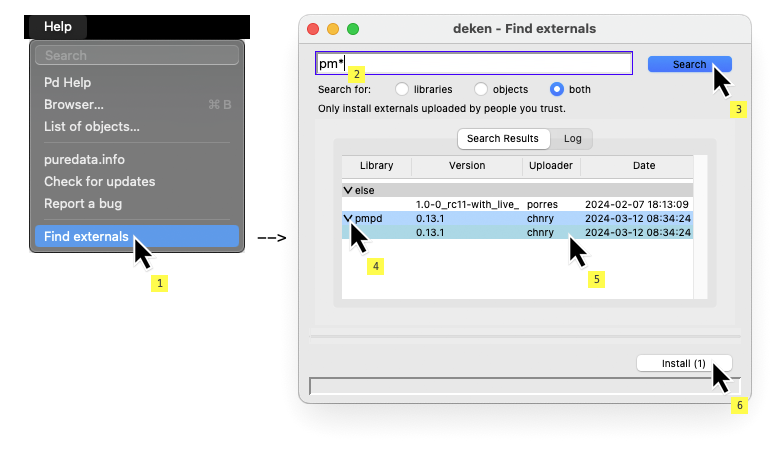 Help
Search
Pd Help
Browser... ⌘ B
List of objects...
puredata.info
Check for updates
Report a bug
Find externals
1
-->
deken - Find externals
pm*
2
Search
3
Search for: libraries objects both
Only install externals uploaded by people you trust.
Search Results Log
Library Version Uploader Date
else
1.0-0_rc11-with_live_ porres 2024-02-07 18:13:09
pmpd 0.13.1 chnry 2024-03-12 08:34:24
0.13.1 chnry 2024-03-12 08:34:24
4
5
Install (1)
6